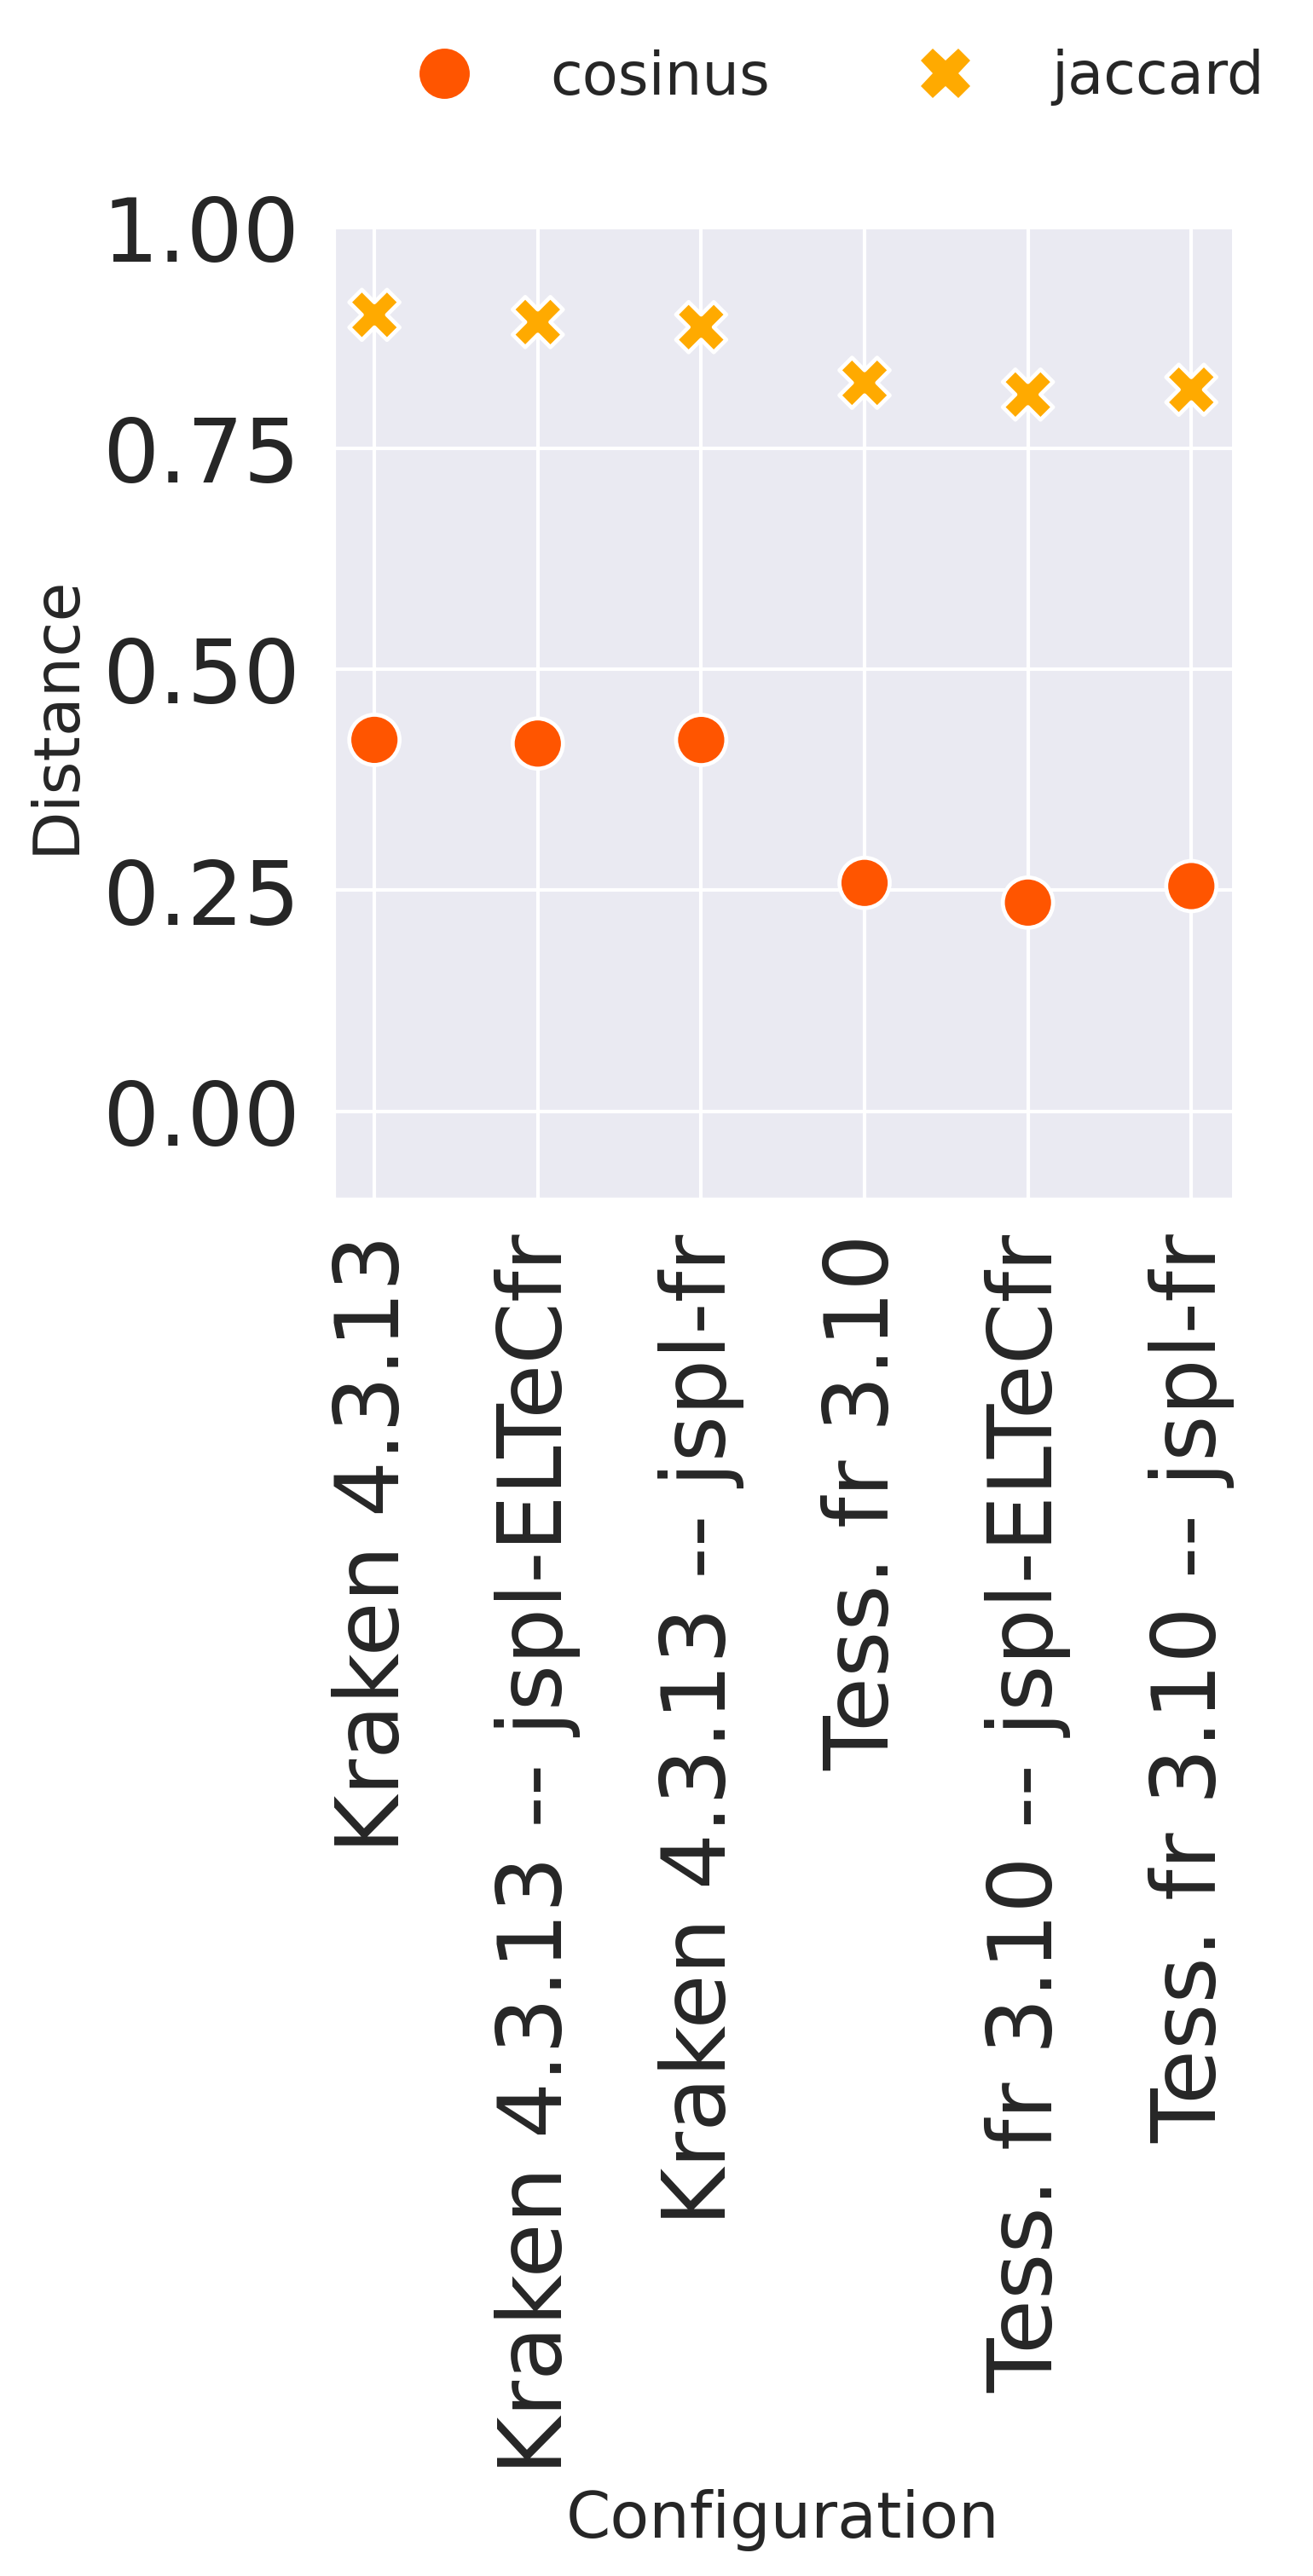 cosinus jaccard
1.00
0.75
0.50
0.25
0.00
Distance
Kraken 4.3.13
Kraken 4.3.13 -- jspl-ELTeCfr
Kraken 4.3.13 -- jspl-fr
Tess. fr 3.10
Tess. fr 3.10 -- jspl-ELTeCfr
Tess. fr 3.10 -- jspl-fr
Configuration